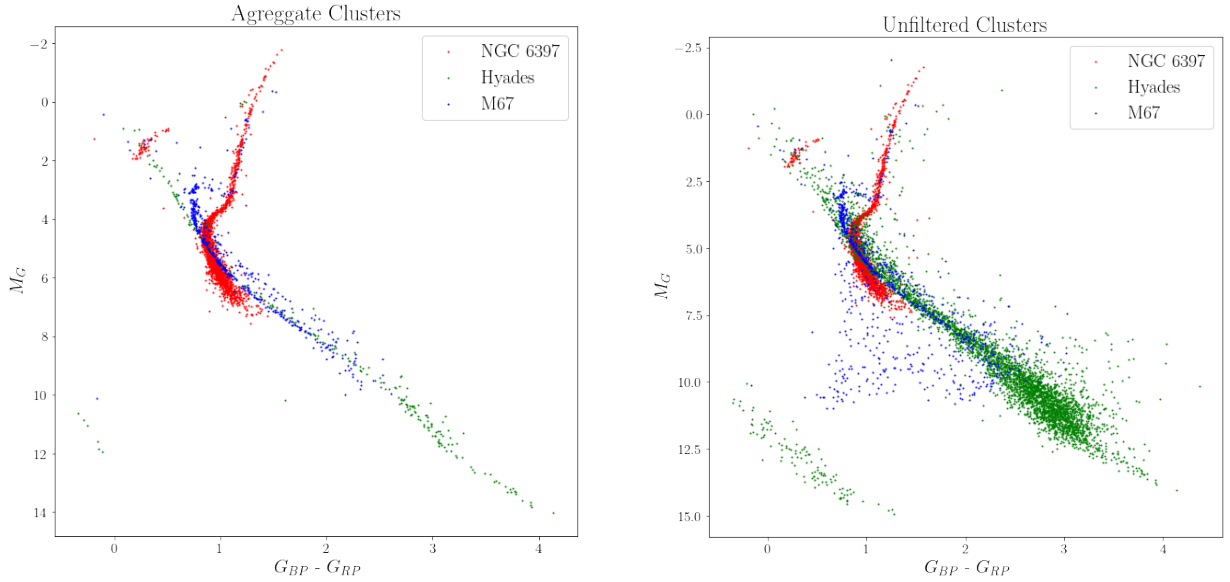 Agreggate Clusters
−2
0
2
4
6
8
10
12
14
M_G
NGC 6397
Hyades
M67
0
1
2
3
4
G_BP - G_RP
Unfiltered Clusters
−2.5
0.0
2.5
5.0
7.5
10.0
12.5
15.0
M_G
NGC 6397
Hyades
M67
0
1
2
3
4
G_BP - G_RP